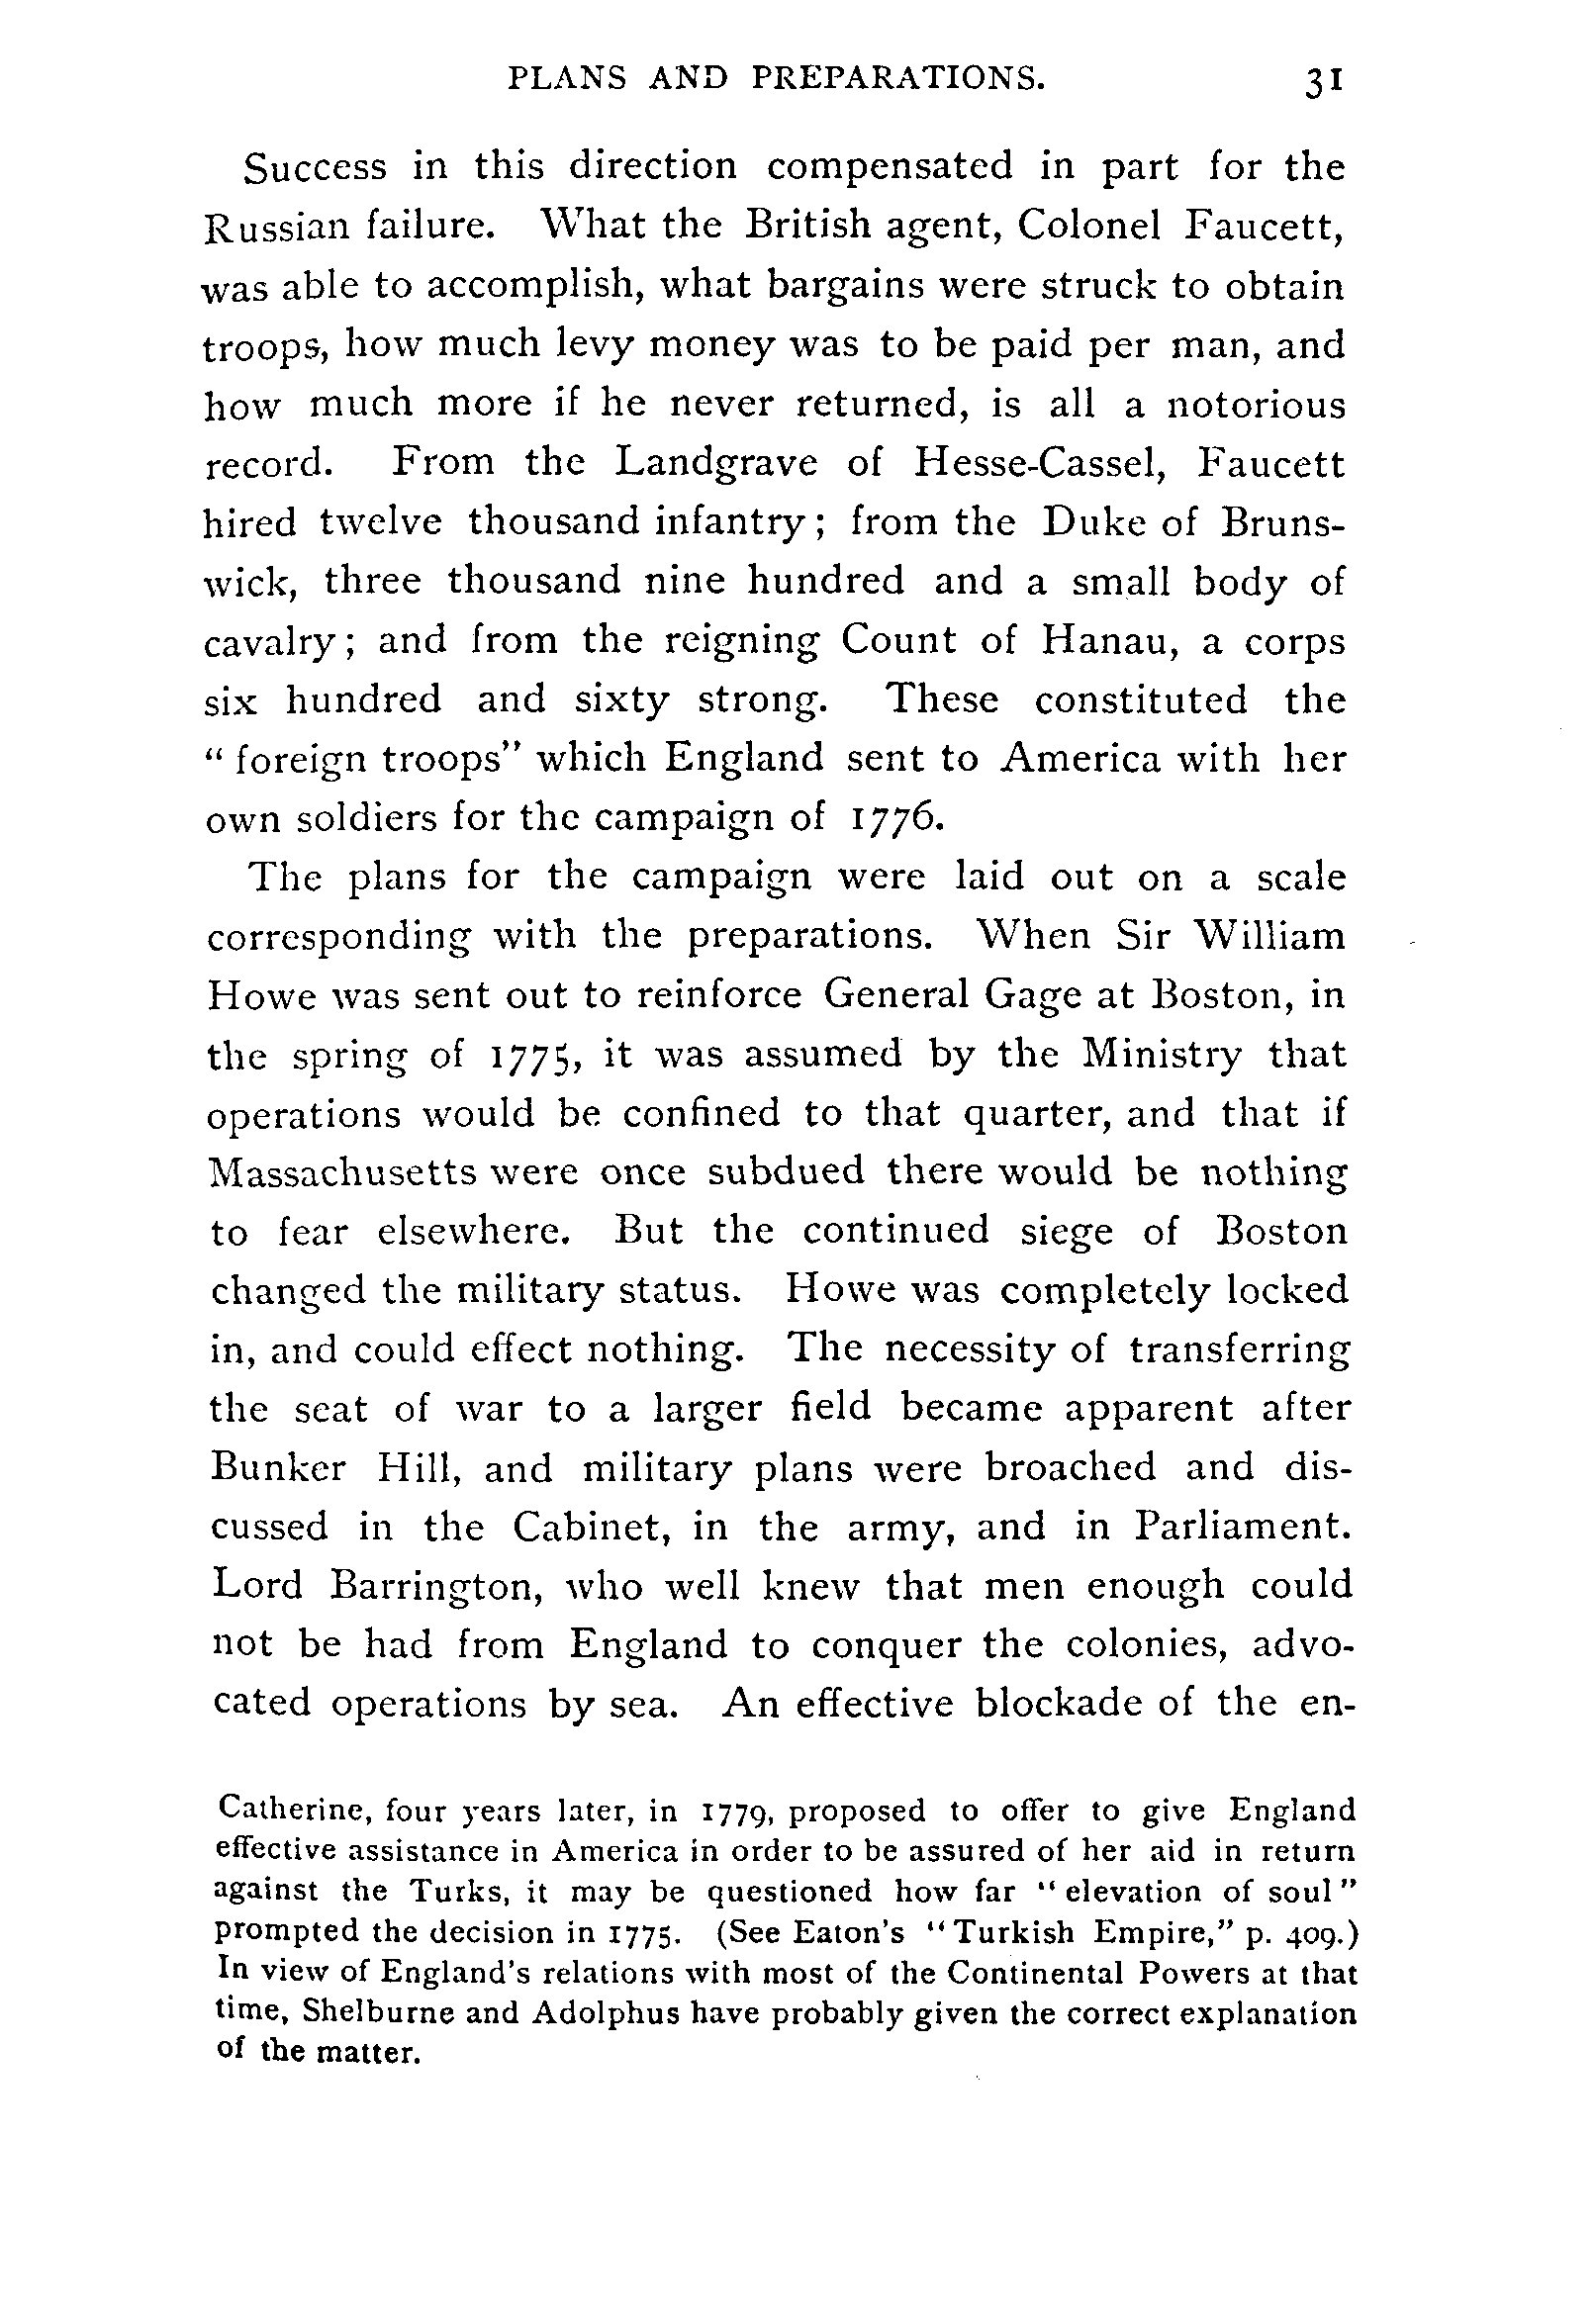 PLANS AND PREPARATIONS. 31
Success in this direction compensated in part for the
Russian failure. What the British agent, Colonel Faucett,
was able to accomplish, what bargains were struck to obtain
troops, how much levy money was to be paid per man, and
how much more if he never returned, is all a notorious
record. From the Landgrave of Hesse-Cassel, Faucett
hired twelve thousand infantry; from the Duke of Bruns-
wick, three thousand nine hundred and a small body of
cavalry; and from the reigning Count of Hanau, a corps
six hundred and sixty strong. These constituted the
“foreign troops” which England sent to America with her
own soldiers for the campaign of 1776.
The plans for the campaign were laid out on a scale
corresponding with the preparations. When Sir William
Howe was sent out to reinforce General Gage at Boston, in
the spring of 1775, it was assumed by the Ministry that
operations would be confined to that quarter, and that if
Massachusetts were once subdued there would be nothing
to fear elsewhere. But the continued siege of Boston
changed the military status. Howe was completely locked
in, and could effect nothing. The necessity of transferring
the seat of war to a larger field became apparent after
Bunker Hill, and military plans were broached and dis-
cussed in the Cabinet, in the army, and in Parliament.
Lord Barrington, who well knew that men enough could
not be had from England to conquer the colonies, advo-
cated operations by sea. An effective blockade of the en-
Catherine, four years later, in 1779, proposed to offer to give England
effective assistance in America in order to be assured of her aid in return
against the Turks, it may be questioned how far “elevation of soul”
prompted the decision in 1775. (See Eaton's “Turkish Empire,” p. 409.)
In view of England's relations with most of the Continental Powers at that
time, Shelburne and Adolphus have probably given the correct explanation
of the matter.